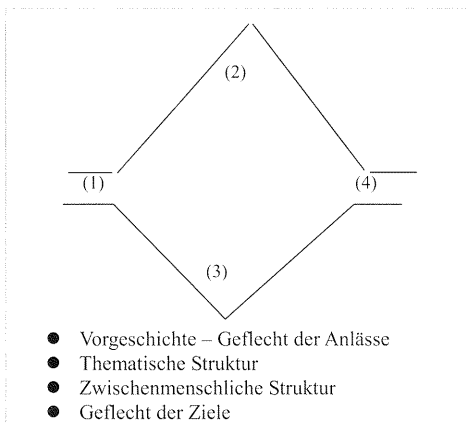 (2)
(1) (4)
(3)
● Vorgeschichte – Geflecht der Anlässe
● Thematische Struktur
● Zwischenmenschliche Struktur
● Geflecht der Ziele